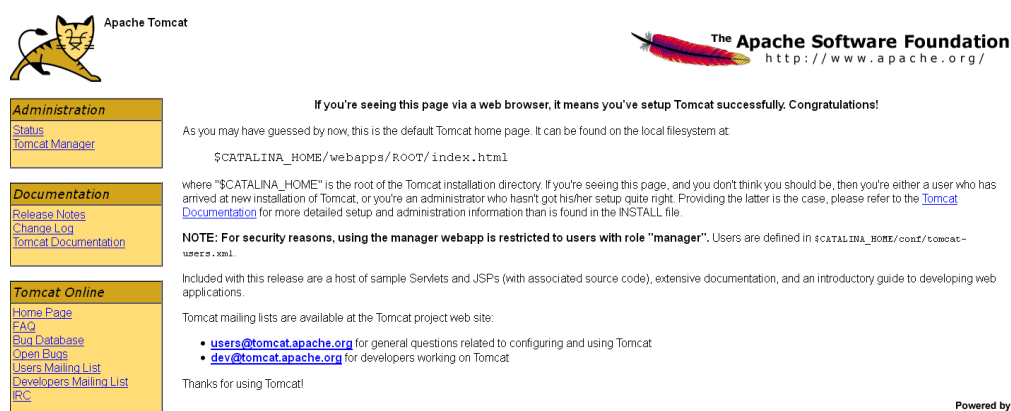 Apache Tomcat
The Apache Software Foundation
http://www.apache.org/
Administration
Status
Tomcat Manager
Documentation
Release Notes
Change Log
Tomcat Documentation
Tomcat Online
Home Page
FAQ
Bug Database
Open Bugs
Users Mailing List
Developers Mailing List
IRC
If you're seeing this page via a web browser, it means you've setup Tomcat successfully. Congratulations!
As you may have guessed by now, this is the default Tomcat home page. It can be found on the local filesystem at:
$CATALINA_HOME/webapps/ROOT/index.html
where "$CATALINA_HOME" is the root of the Tomcat installation directory. If you're seeing this page, and you don't think you should be, then you're either a user who has
arrived at new installation of Tomcat, or you're an administrator who hasn't got his/her setup quite right. Providing the latter is the case, please refer to the Tomcat
Documentation for more detailed setup and administration information than is found in the INSTALL file.
NOTE: For security reasons, using the manager webapp is restricted to users with role "manager". Users are defined in $CATALINA_HOME/conf/tomcat-
users.xml.
Included with this release are a host of sample Servlets and JSPs (with associated source code), extensive documentation, and an introductory guide to developing web
applications.
Tomcat mailing lists are available at the Tomcat project web site:
• users@tomcat.apache.org for general questions related to configuring and using Tomcat
• dev@tomcat.apache.org for developers working on Tomcat
Thanks for using Tomcat!
Powered by